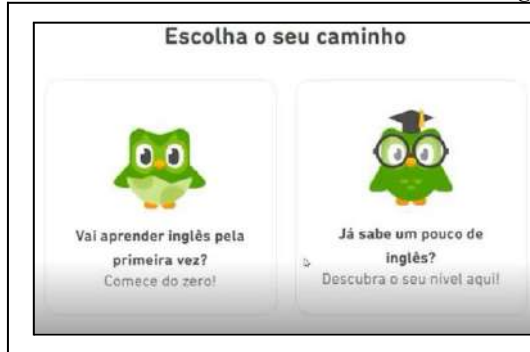 Escolha o seu caminho
Vai aprender inglês pela
primeira vez?
Comece do zero!
Já sabe um pouco de
inglês?
Descubra o seu nível aqui!